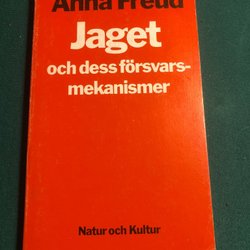 Anna Freud
Jaget
och dess försvars-
mekanismer
Natur och Kultur